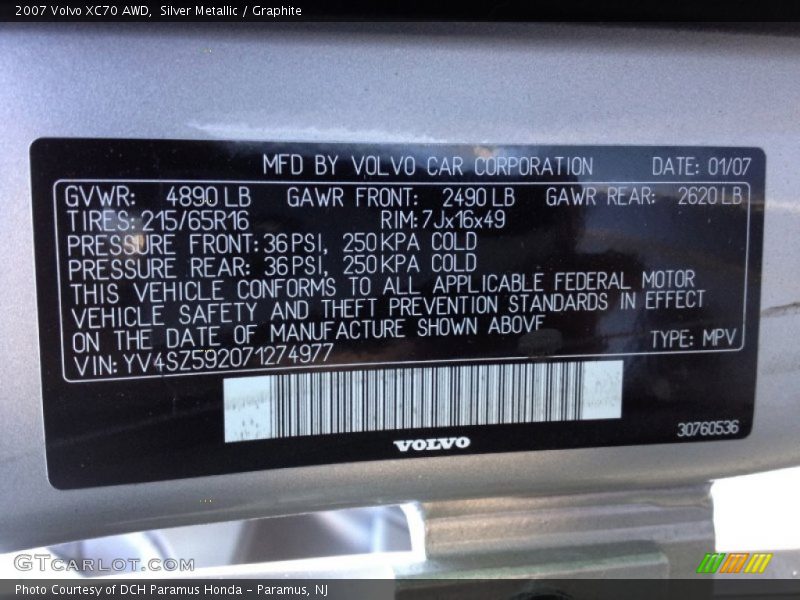 2007 Volvo XC70 AWD, Silver Metallic / Graphite
MFD BY VOLVO CAR CORPORATION DATE: 01/07
GVWR: 4890 LB GAWR FRONT: 2490 LB GAWR REAR: 2620 LB
TIRES: 215/65R16 RIM: 7Jx16x49
PRESSURE FRONT: 36 PSI, 250 KPA COLD
PRESSURE REAR: 36 PSI, 250 KPA COLD
THIS VEHICLE CONFORMS TO ALL APPLICABLE FEDERAL MOTOR
VEHICLE SAFETY AND THEFT PREVENTION STANDARDS IN EFFECT
ON THE DATE OF MANUFACTURE SHOWN ABOVE
VIN: YV4SZ592071274977 TYPE: MPV
30760536
VOLVO
GTCARLOT.COM
Photo Courtesy of DCH Paramus Honda - Paramus, NJ